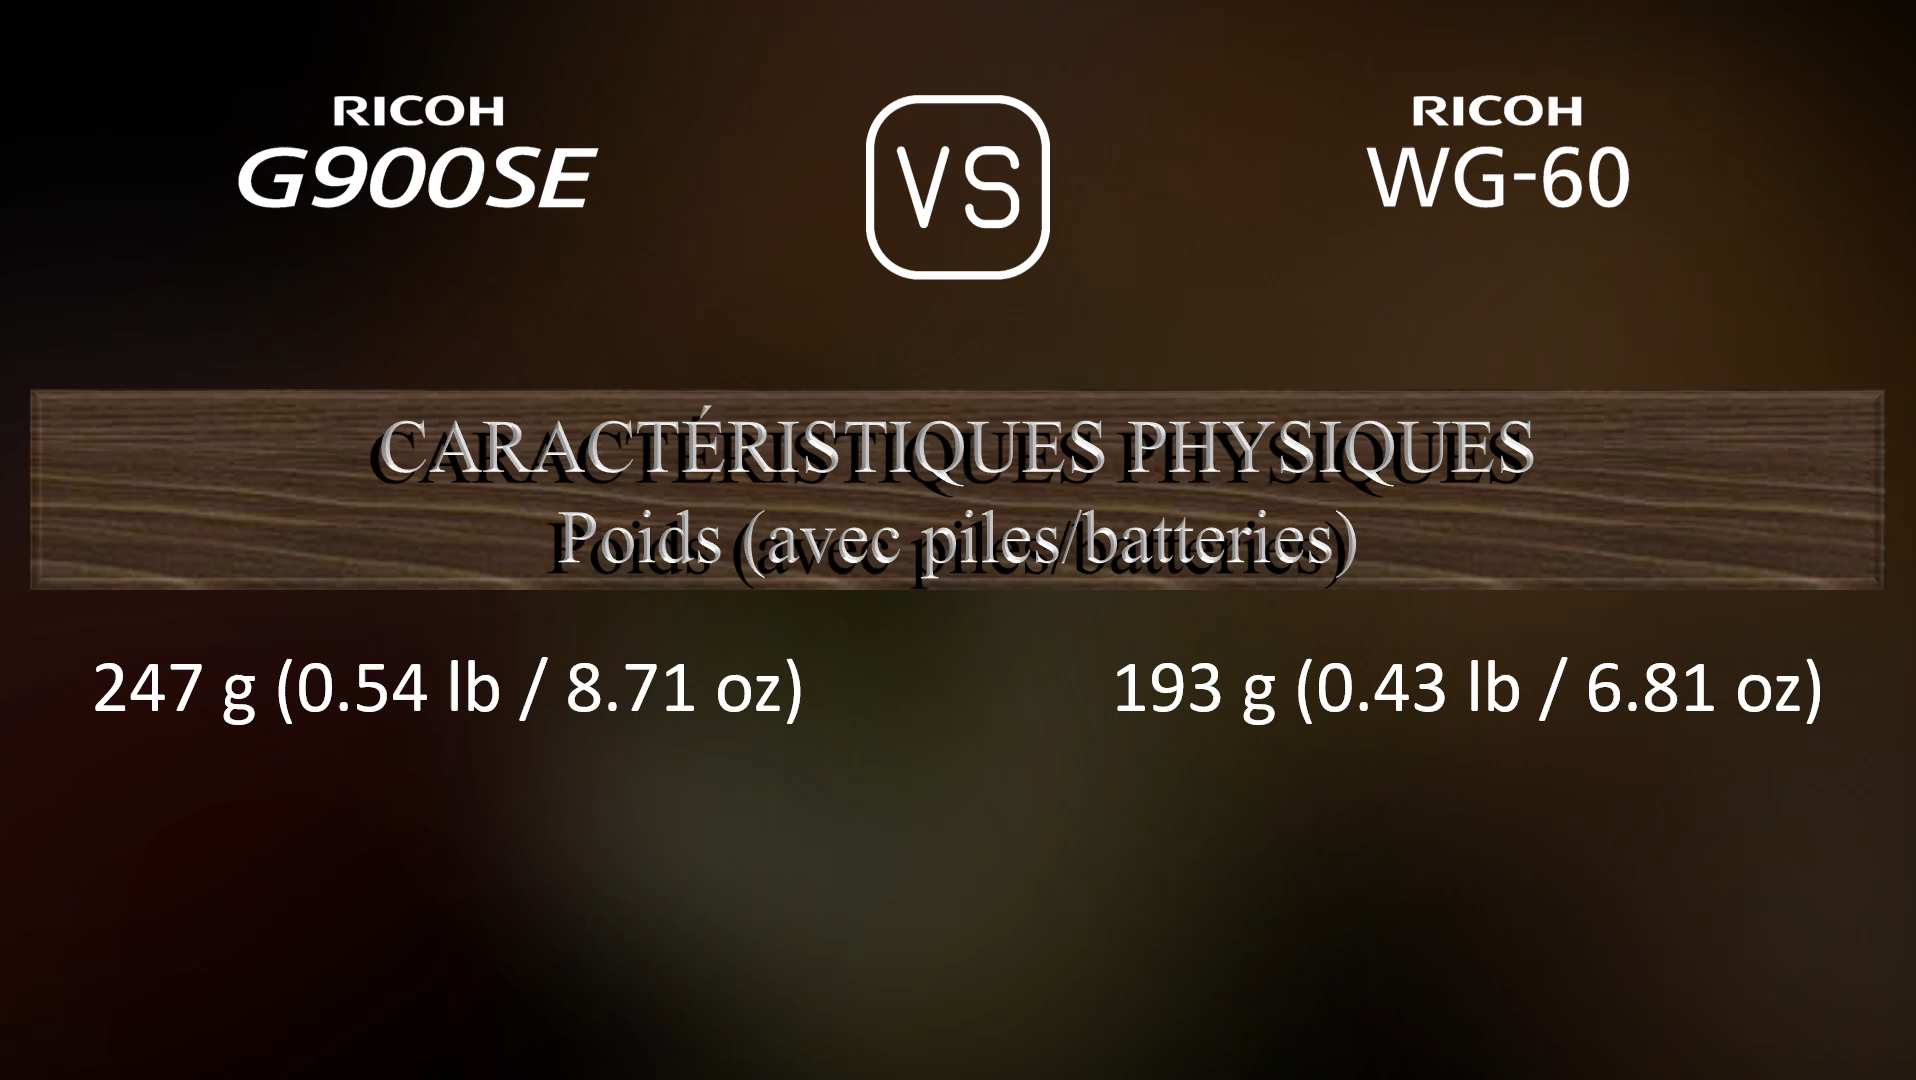 RICOH
G900SE
VS
RICOH
WG-60
CARACTÉRISTIQUES PHYSIQUES
Poids (avec piles/batteries)
247 g (0.54 lb / 8.71 oz)
193 g (0.43 lb / 6.81 oz)